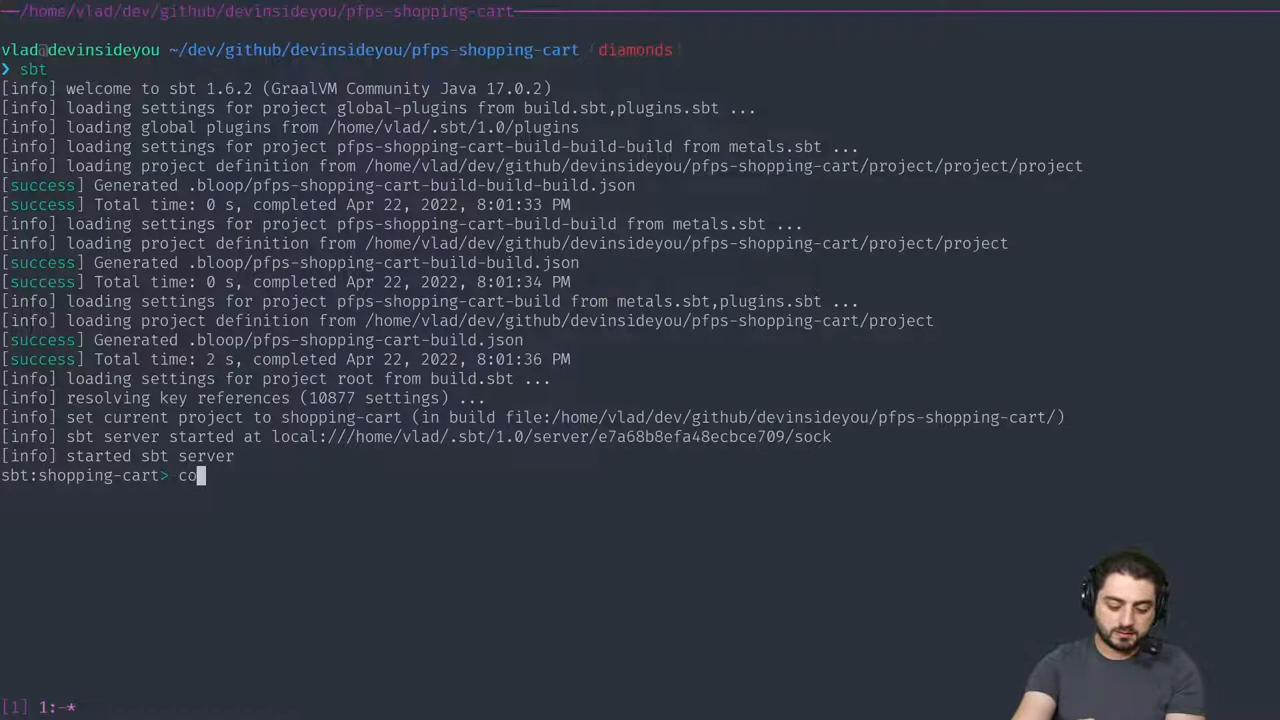 /home/vlad/dev/github/devinsideyou/pfps-shopping-cart
vlad@devinsideyou ~/dev/github/devinsideyou/pfps-shopping-cart (diamonds)
❯ sbt
[info] welcome to sbt 1.6.2 (GraalVM Community Java 17.0.2)
[info] loading settings for project global-plugins from build.sbt,plugins.sbt ...
[info] loading global plugins from /home/vlad/.sbt/1.0/plugins
[info] loading settings for project pfps-shopping-cart-build-build-build from metals.sbt ...
[info] loading project definition from /home/vlad/dev/github/devinsideyou/pfps-shopping-cart/project/project/project
[success] Generated .bloop/pfps-shopping-cart-build-build-build.json
[success] Total time: 0 s, completed Apr 22, 2022, 8:01:33 PM
[info] loading settings for project pfps-shopping-cart-build-build from metals.sbt ...
[info] loading project definition from /home/vlad/dev/github/devinsideyou/pfps-shopping-cart/project/project
[success] Generated .bloop/pfps-shopping-cart-build-build.json
[success] Total time: 0 s, completed Apr 22, 2022, 8:01:34 PM
[info] loading settings for project pfps-shopping-cart-build from metals.sbt,plugins.sbt ...
[info] loading project definition from /home/vlad/dev/github/devinsideyou/pfps-shopping-cart/project
[success] Generated .bloop/pfps-shopping-cart-build.json
[success] Total time: 2 s, completed Apr 22, 2022, 8:01:36 PM
[info] loading settings for project root from build.sbt ...
[info] resolving key references (10877 settings) ...
[info] set current project to shopping-cart (in build file:/home/vlad/dev/github/devinsideyou/pfps-shopping-cart/)
[info] sbt server started at local:///home/vlad/.sbt/1.0/server/e7a68b8efa48ecbce709/sock
[info] started sbt server
sbt:shopping-cart> co
[1] 1:-*